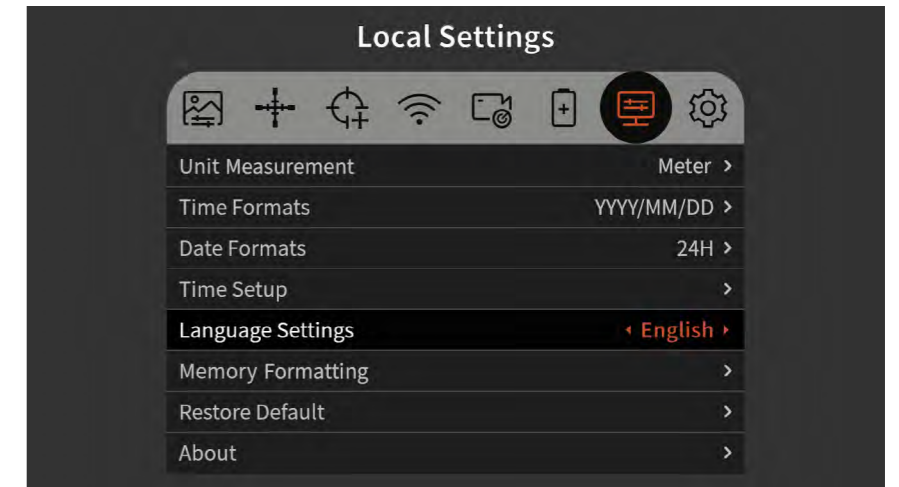 Local Settings
Unit Measurement Meter >
Time Formats YYYY/MM/DD >
Date Formats 24H >
Time Setup >
Language Settings ◂ English ▸
Memory Formatting >
Restore Default >
About >